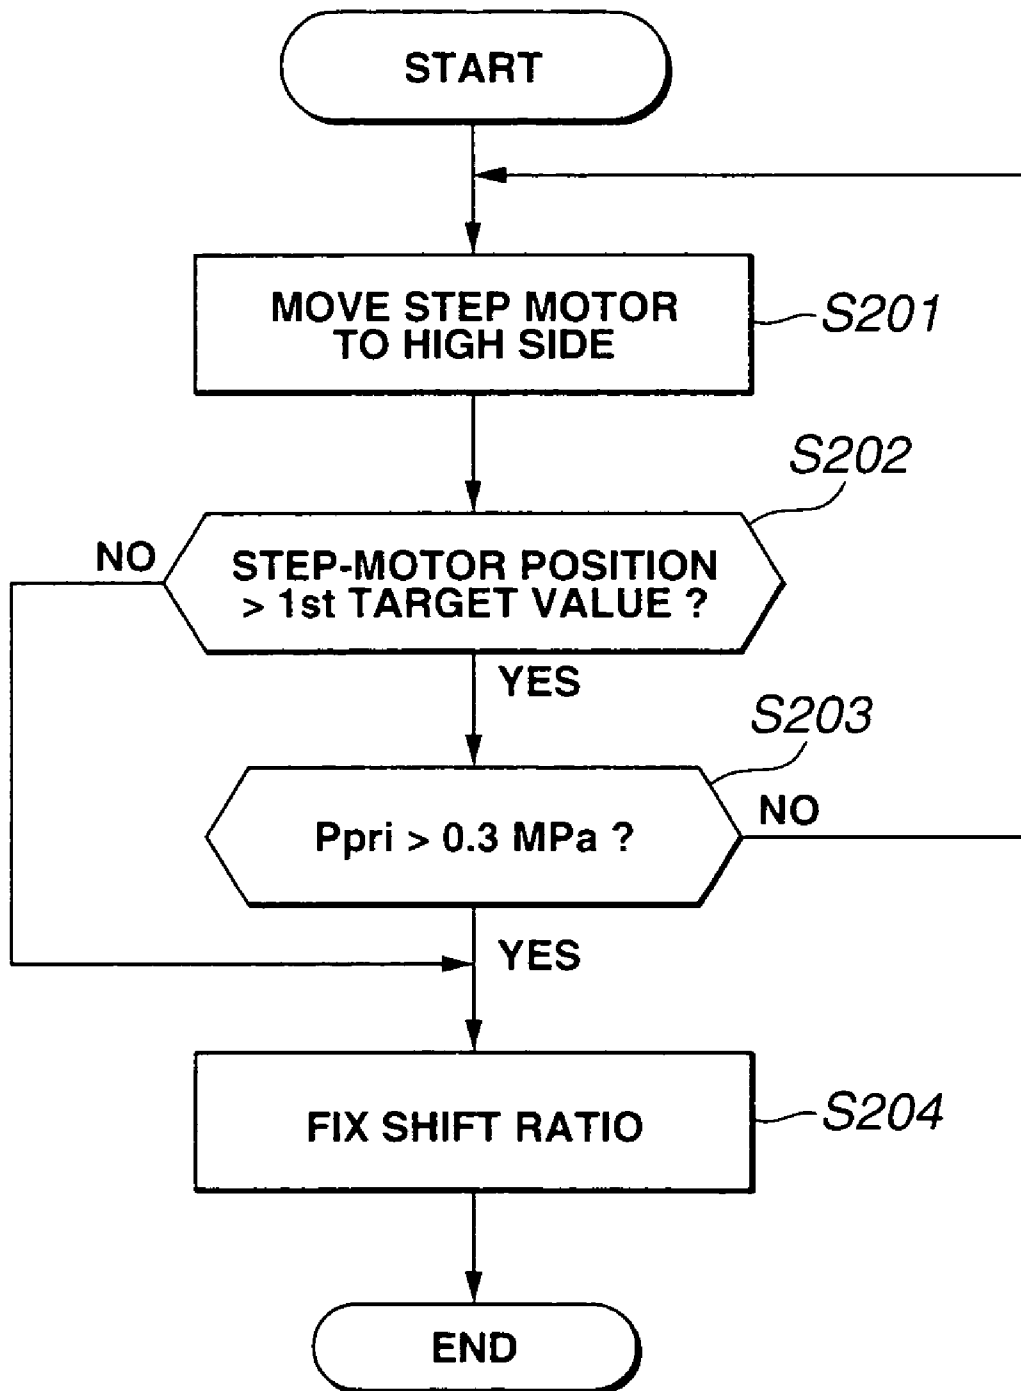 START
MOVE STEP MOTOR
TO HIGH SIDE
S201
S202
NO
STEP-MOTOR POSITION
> 1st TARGET VALUE ?
YES
S203
Ppri > 0.3 MPa ?
NO
YES
FIX SHIFT RATIO
S204
END